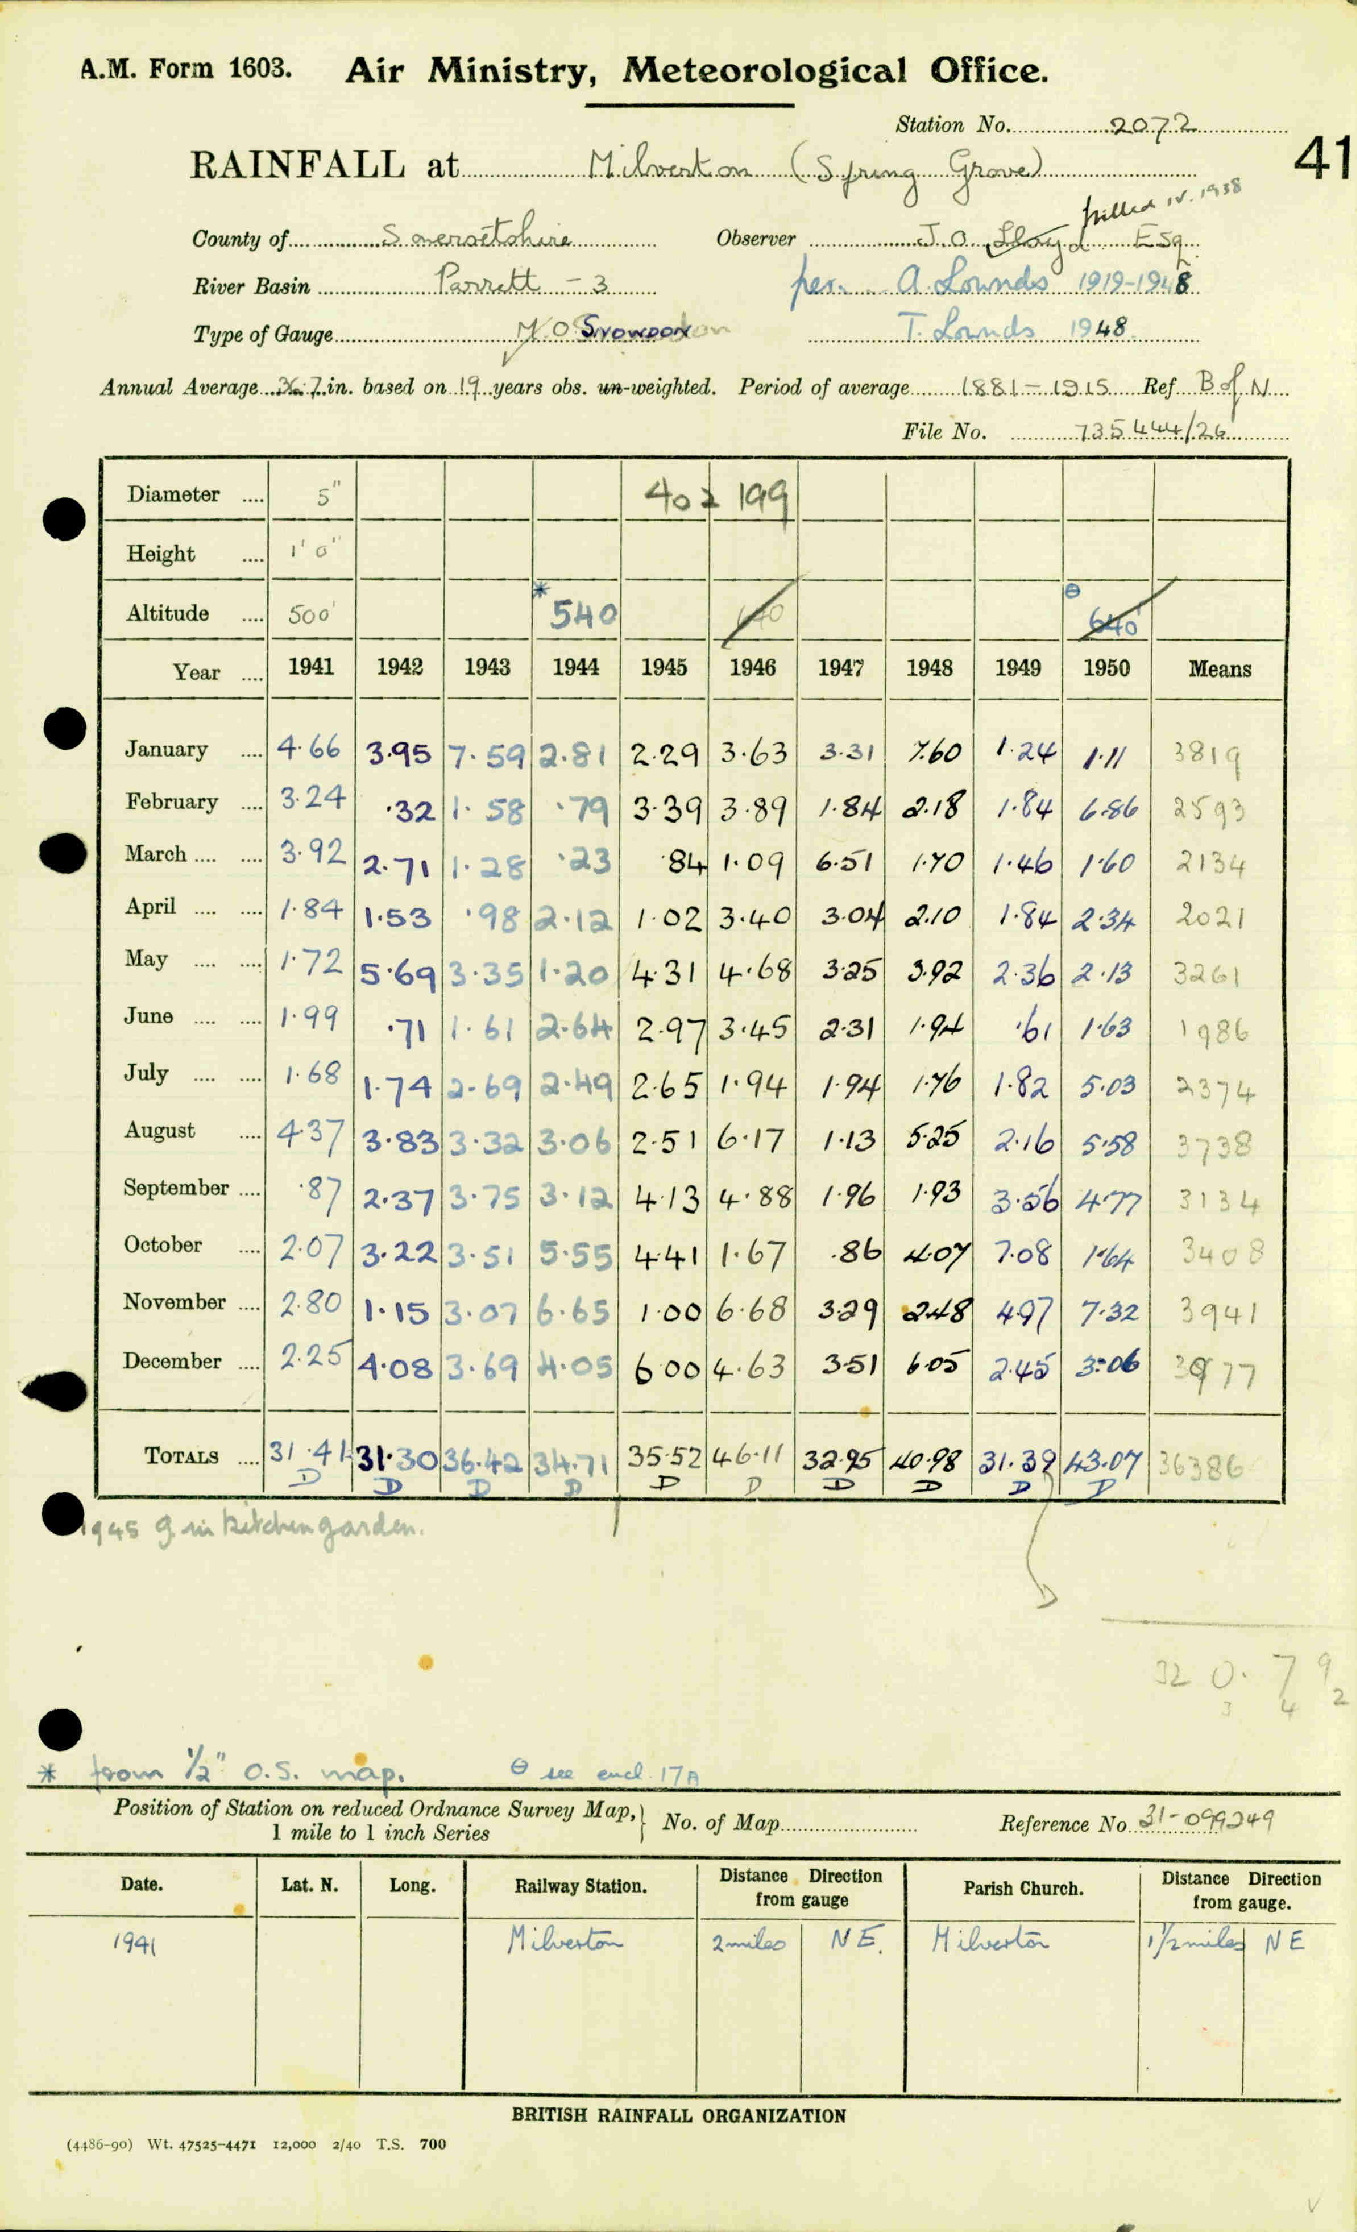 A.M. Form 1603. Air Ministry, Meteorological Office.
Station No. 2072
41
RAINFALL at Milverton (Spring Grove)
killed IV. 1938
County of Somersetshire Observer J.O. Lloyd Esq.
River Basin Parrett - 3 per. A. Lounds 1919-1948
Type of Gauge M.O. Snowdon T. Lounds 1948.
Annual Average 36.7 in. based on 19 years obs. un-weighted. Period of average 1881-1915 Ref B of N
File No. 735444/26
Diameter .... 5" 402 199
Height .... 1' 0"
Altitude .... 500' * 540 640 ⊖ 640'
Year .... 1941 1942 1943 1944 1945 1946 1947 1948 1949 1950 Means
January .... 4.66 3.95 7.59 2.81 2.29 3.63 3.31 7.60 1.24 1.11 3819
February .... 3.24 .32 1.58 .79 3.39 3.89 1.84 2.18 1.84 6.86 2593
March .... .... 3.92 2.71 1.28 .23 .84 1.09 6.51 1.70 1.46 1.60 2134
April .... .... 1.84 1.53 .98 2.12 1.02 3.40 3.04 2.10 1.84 2.34 2021
May .... .... 1.72 5.69 3.35 1.20 4.31 4.68 3.25 3.92 2.36 2.13 3261
June .... .... 1.99 .71 1.61 2.64 2.97 3.45 2.31 1.94 .61 1.63 1986
July .... .... 1.68 1.74 2.69 2.49 2.65 1.94 1.94 1.76 1.82 5.03 2374
August .... 4.37 3.83 3.32 3.06 2.51 6.17 1.13 5.25 2.16 5.58 3738
September .... .87 2.37 3.75 3.12 4.13 4.88 1.96 1.93 3.56 4.77 3134
October .... 2.07 3.22 3.51 5.55 4.41 1.67 .86 4.07 7.08 1.64 3408
November .... 2.80 1.15 3.07 6.65 1.00 6.68 3.29 2.48 4.97 7.32 3941
December .... 2.25 4.08 3.69 4.05 6.00 4.63 3.51 6.05 2.45 3.06 3977
TOTALS .... 31.41 31.30 36.42 34.71 35.52 46.11 32.95 40.98 31.39 43.07 36386
D D D D D D D D D D
1945 g. in kitchen garden.
320.79
3 4 2
* from 1/2" O.S. map. ⊖ see encl. 17A
Position of Station on reduced Ordnance Survey Map, 1 mile to 1 inch Series } No. of Map Reference No. 31-099249
Date. Lat. N. Long. Railway Station. Distance Direction from gauge Parish Church. Distance Direction from gauge.
1941 Milverton 2 miles NE. Milverton 1 1/2 miles NE
BRITISH RAINFALL ORGANIZATION
(4486-90) Wt. 47525-4471 12,000 2/40 T.S. 700